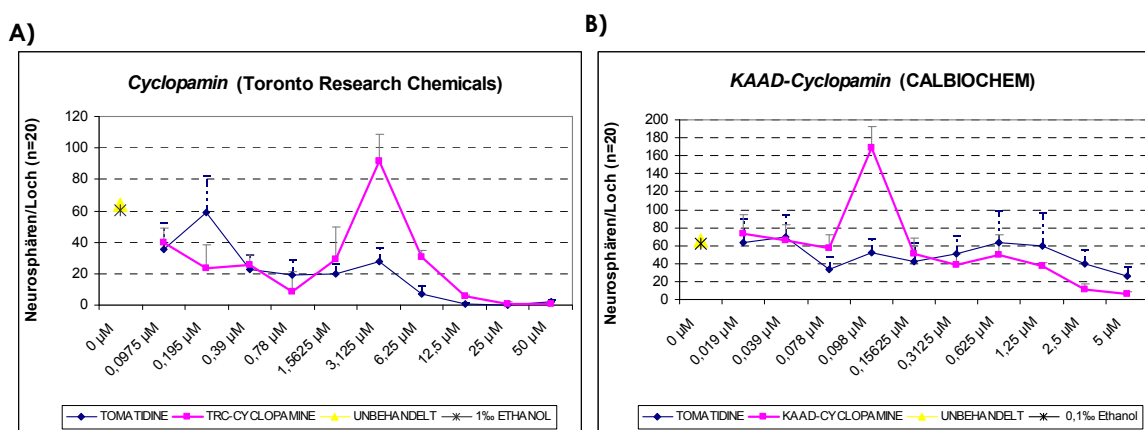 A)
Cyclopamin (Toronto Research Chemicals)
Neurosphären/Loch (n=20)
120
100
80
60
40
20
0
0 µM
0,0975 µM
0,195 µM
0,39 µM
0,78 µM
1,5625 µM
3,125 µM
6,25 µM
12,5 µM
25 µM
50 µM
TOMATIDINE TRC-CYCLOPAMINE UNBEHANDELT 1‰ ETHANOL
B)
KAAD-Cyclopamin (CALBIOCHEM)
Neurosphären/Loch (n=20)
200
180
160
140
120
100
80
60
40
20
0
0 µM
0,019 µM
0,039 µM
0,078 µM
0,098 µM
0,15625 µM
0,3125 µM
0,625 µM
1,25 µM
2,5 µM
5 µM
TOMATIDINE KAAD-CYCLOPAMINE UNBEHANDELT 0,1‰ Ethanol